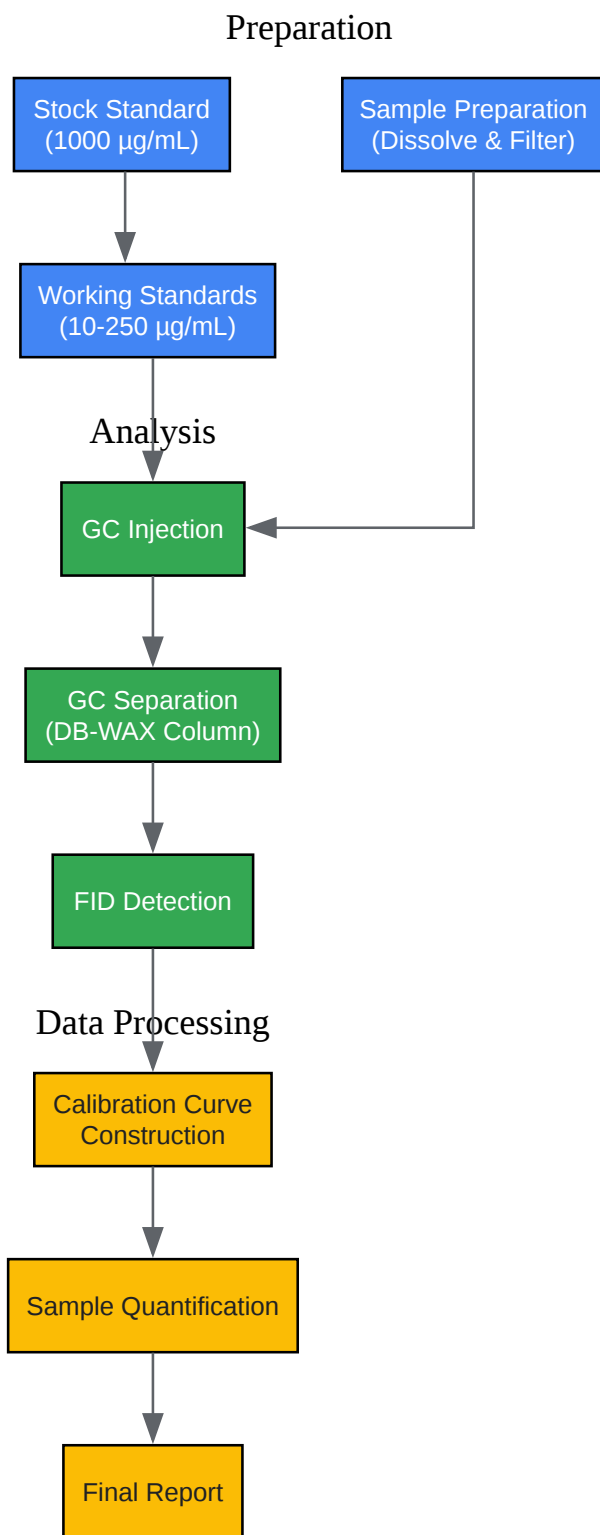 Preparation
Stock Standard
(1000 µg/mL)
Sample Preparation
(Dissolve & Filter)
Working Standards
(10-250 µg/mL)
Analysis
GC Injection
GC Separation
(DB-WAX Column)
FID Detection
Data Processing
Calibration Curve
Construction
Sample Quantification
Final Report